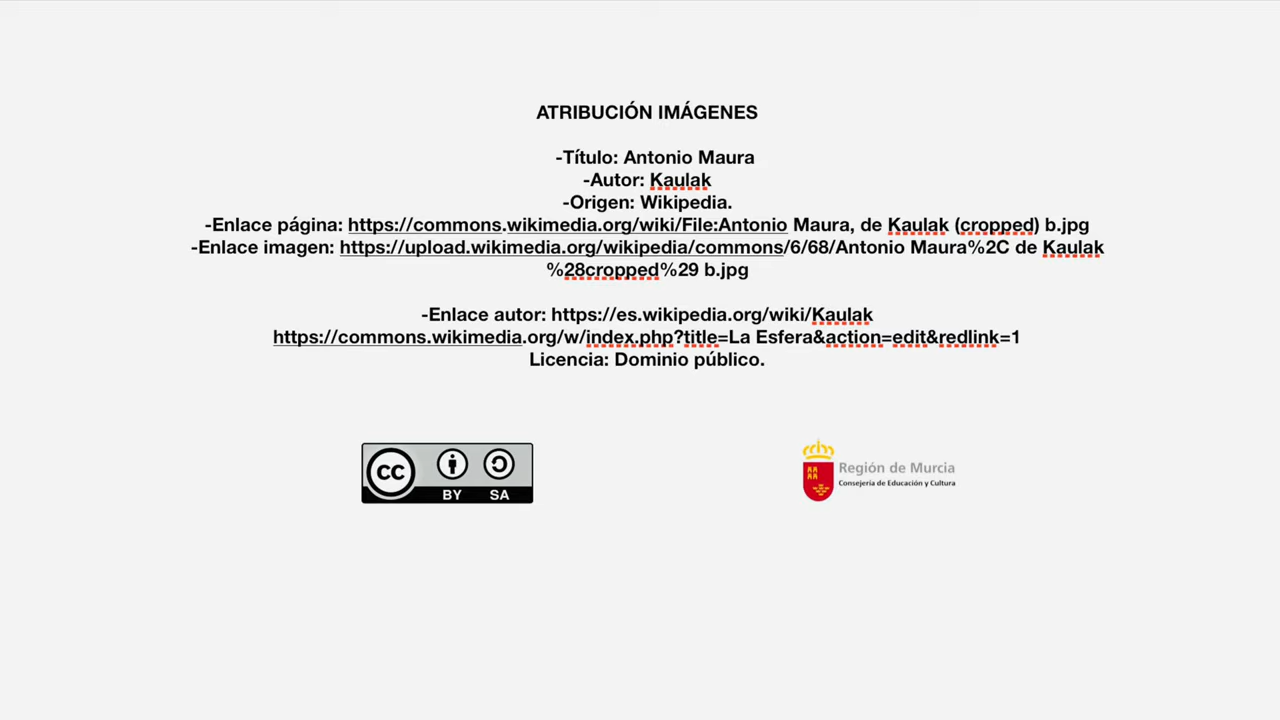 ATRIBUCIÓN IMÁGENES
-Título: Antonio Maura
-Autor: Kaulak
-Origen: Wikipedia.
-Enlace página: https://commons.wikimedia.org/wiki/File:Antonio Maura, de Kaulak (cropped) b.jpg
-Enlace imagen: https://upload.wikimedia.org/wikipedia/commons/6/68/Antonio Maura%2C de Kaulak
%28cropped%29 b.jpg
-Enlace autor: https://es.wikipedia.org/wiki/Kaulak
https://commons.wikimedia.org/w/index.php?title=La Esfera&action=edit&redlink=1
Licencia: Dominio público.
CC BY SA
Región de Murcia
Consejería de Educación y Cultura